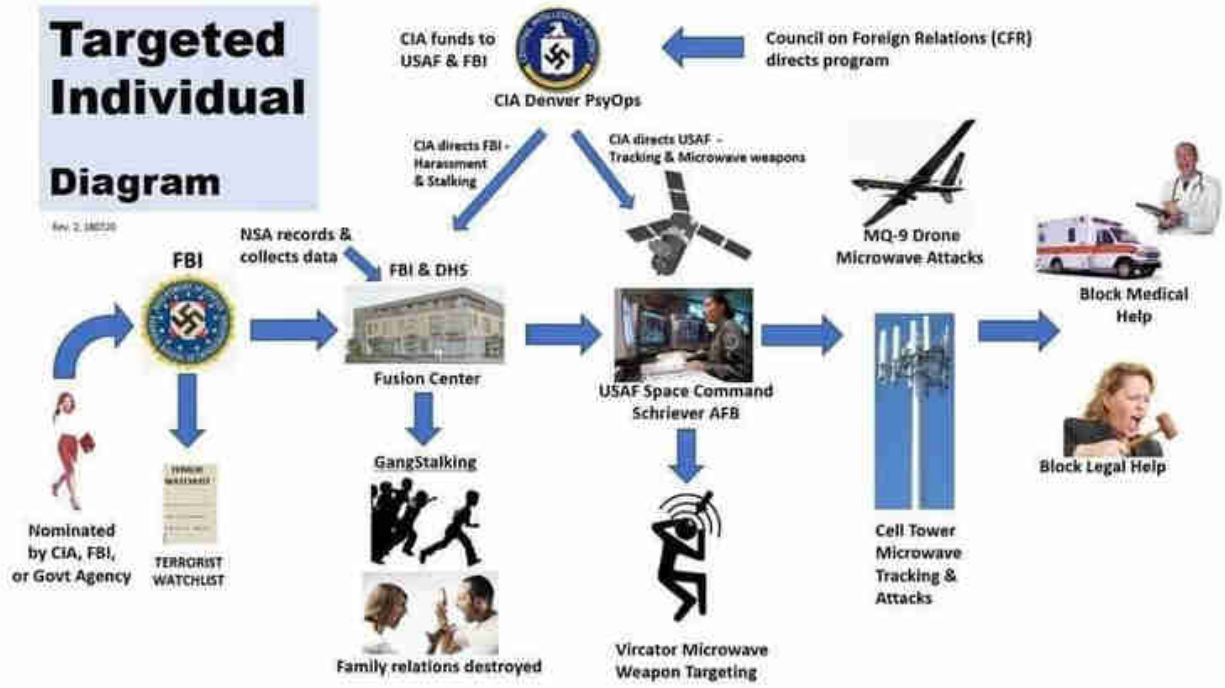 Targeted
Individual
Diagram
CIA funds to
USAF & FBI
CIA Denver PsyOps
Council on Foreign Relations (CFR)
directs program
CIA directs FBI -
Harassment
& Stalking
CIA directs USAF -
Tracking & Microwave weapons
NSA records &
collects data
FBI
FBI & DHS
Fusion Center
USAF Space Command
Schriever AFB
MQ-9 Drone
Microwave Attacks
Block Medical
Help
Block Legal Help
Nominated
by CIA, FBI,
or Govt Agency
TERROR
WATCHLIST
TERRORIST
WATCHLIST
GangStalking
Family relations destroyed
Vircator Microwave
Weapon Targeting
Cell Tower
Microwave
Tracking &
Attacks